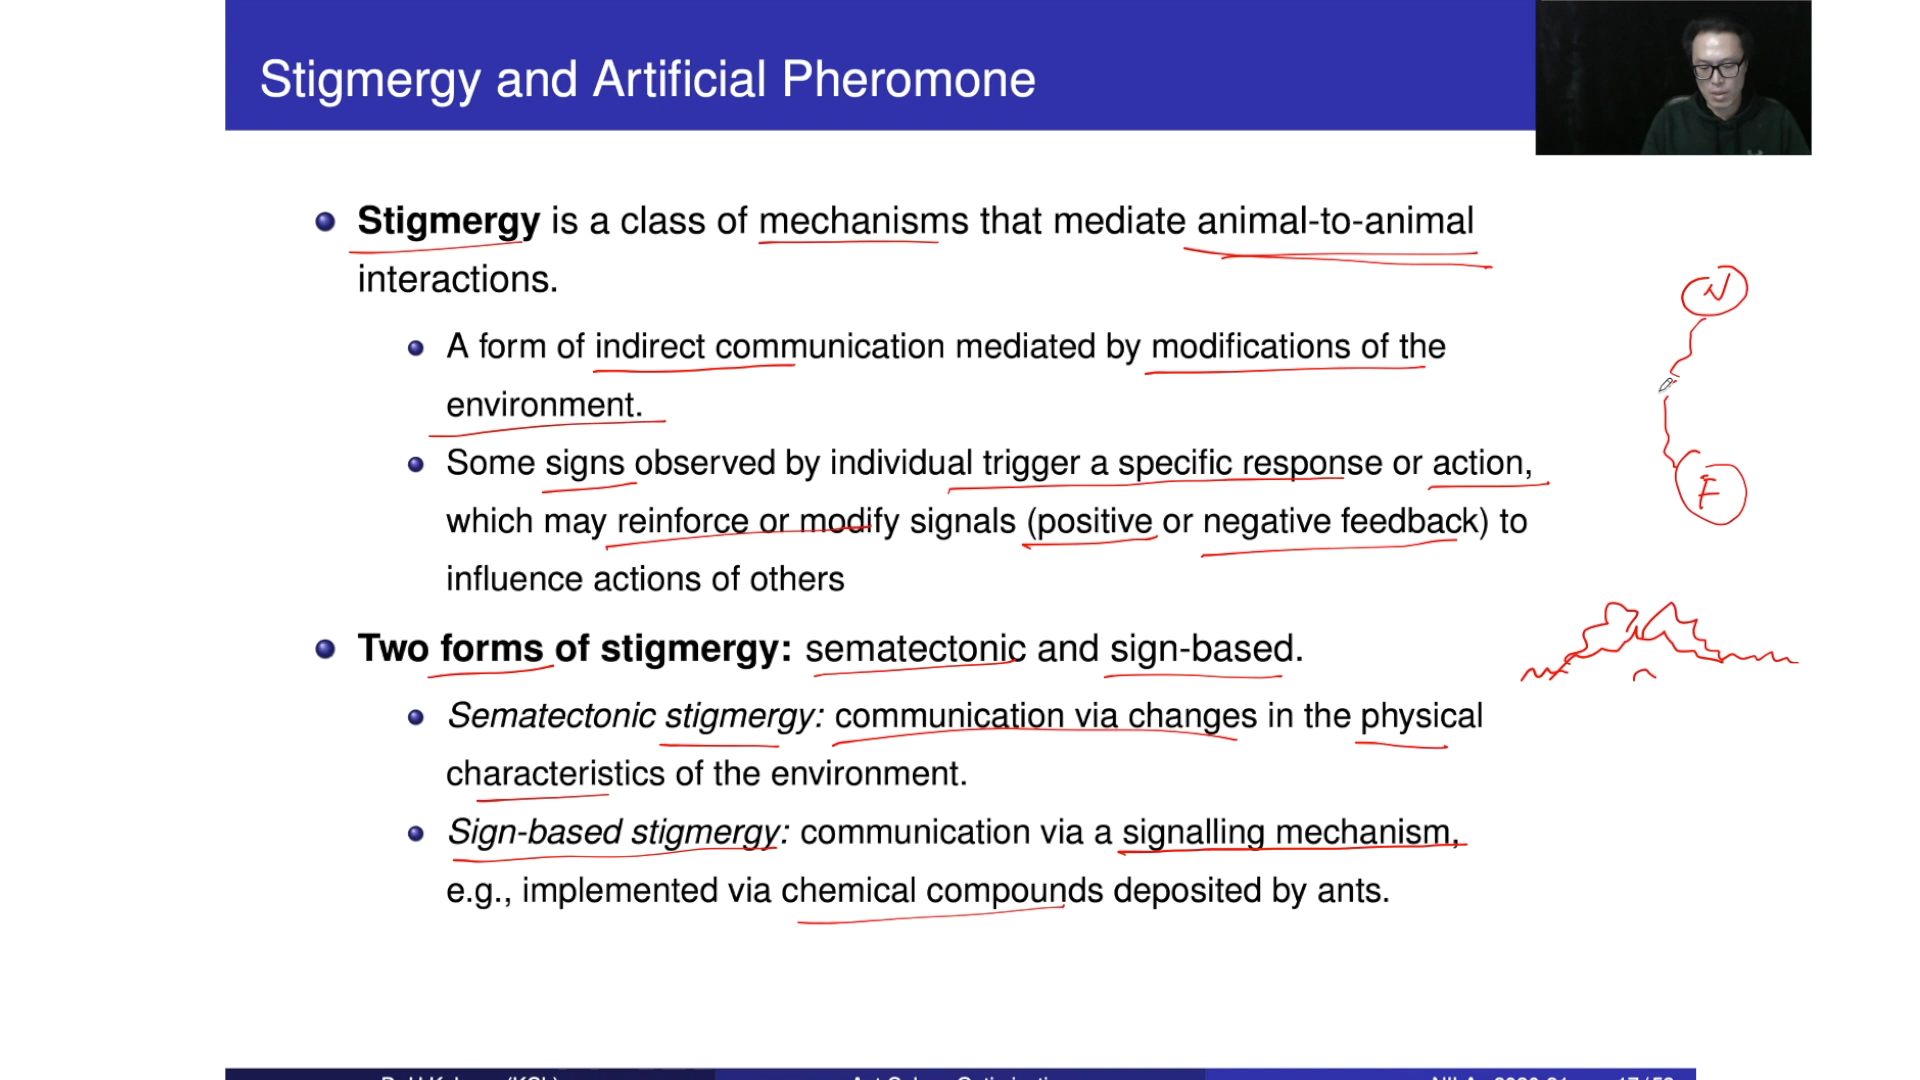 Stigmergy and Artificial Pheromone
Stigmergy is a class of mechanisms that mediate animal-to-animal
interactions.
A form of indirect communication mediated by modifications of the
environment.
Some signs observed by individual trigger a specific response or action,
which may reinforce or modify signals (positive or negative feedback) to
influence actions of others
Two forms of stigmergy: sematectonic and sign-based.
Sematectonic stigmergy: communication via changes in the physical
characteristics of the environment.
Sign-based stigmergy: communication via a signalling mechanism,
e.g., implemented via chemical compounds deposited by ants.
N
F